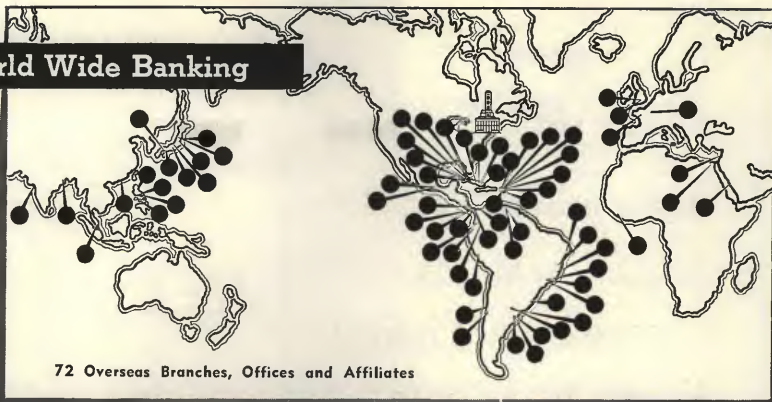 rld Wide Banking
72 Overseas Branches, Offices and Affiliates